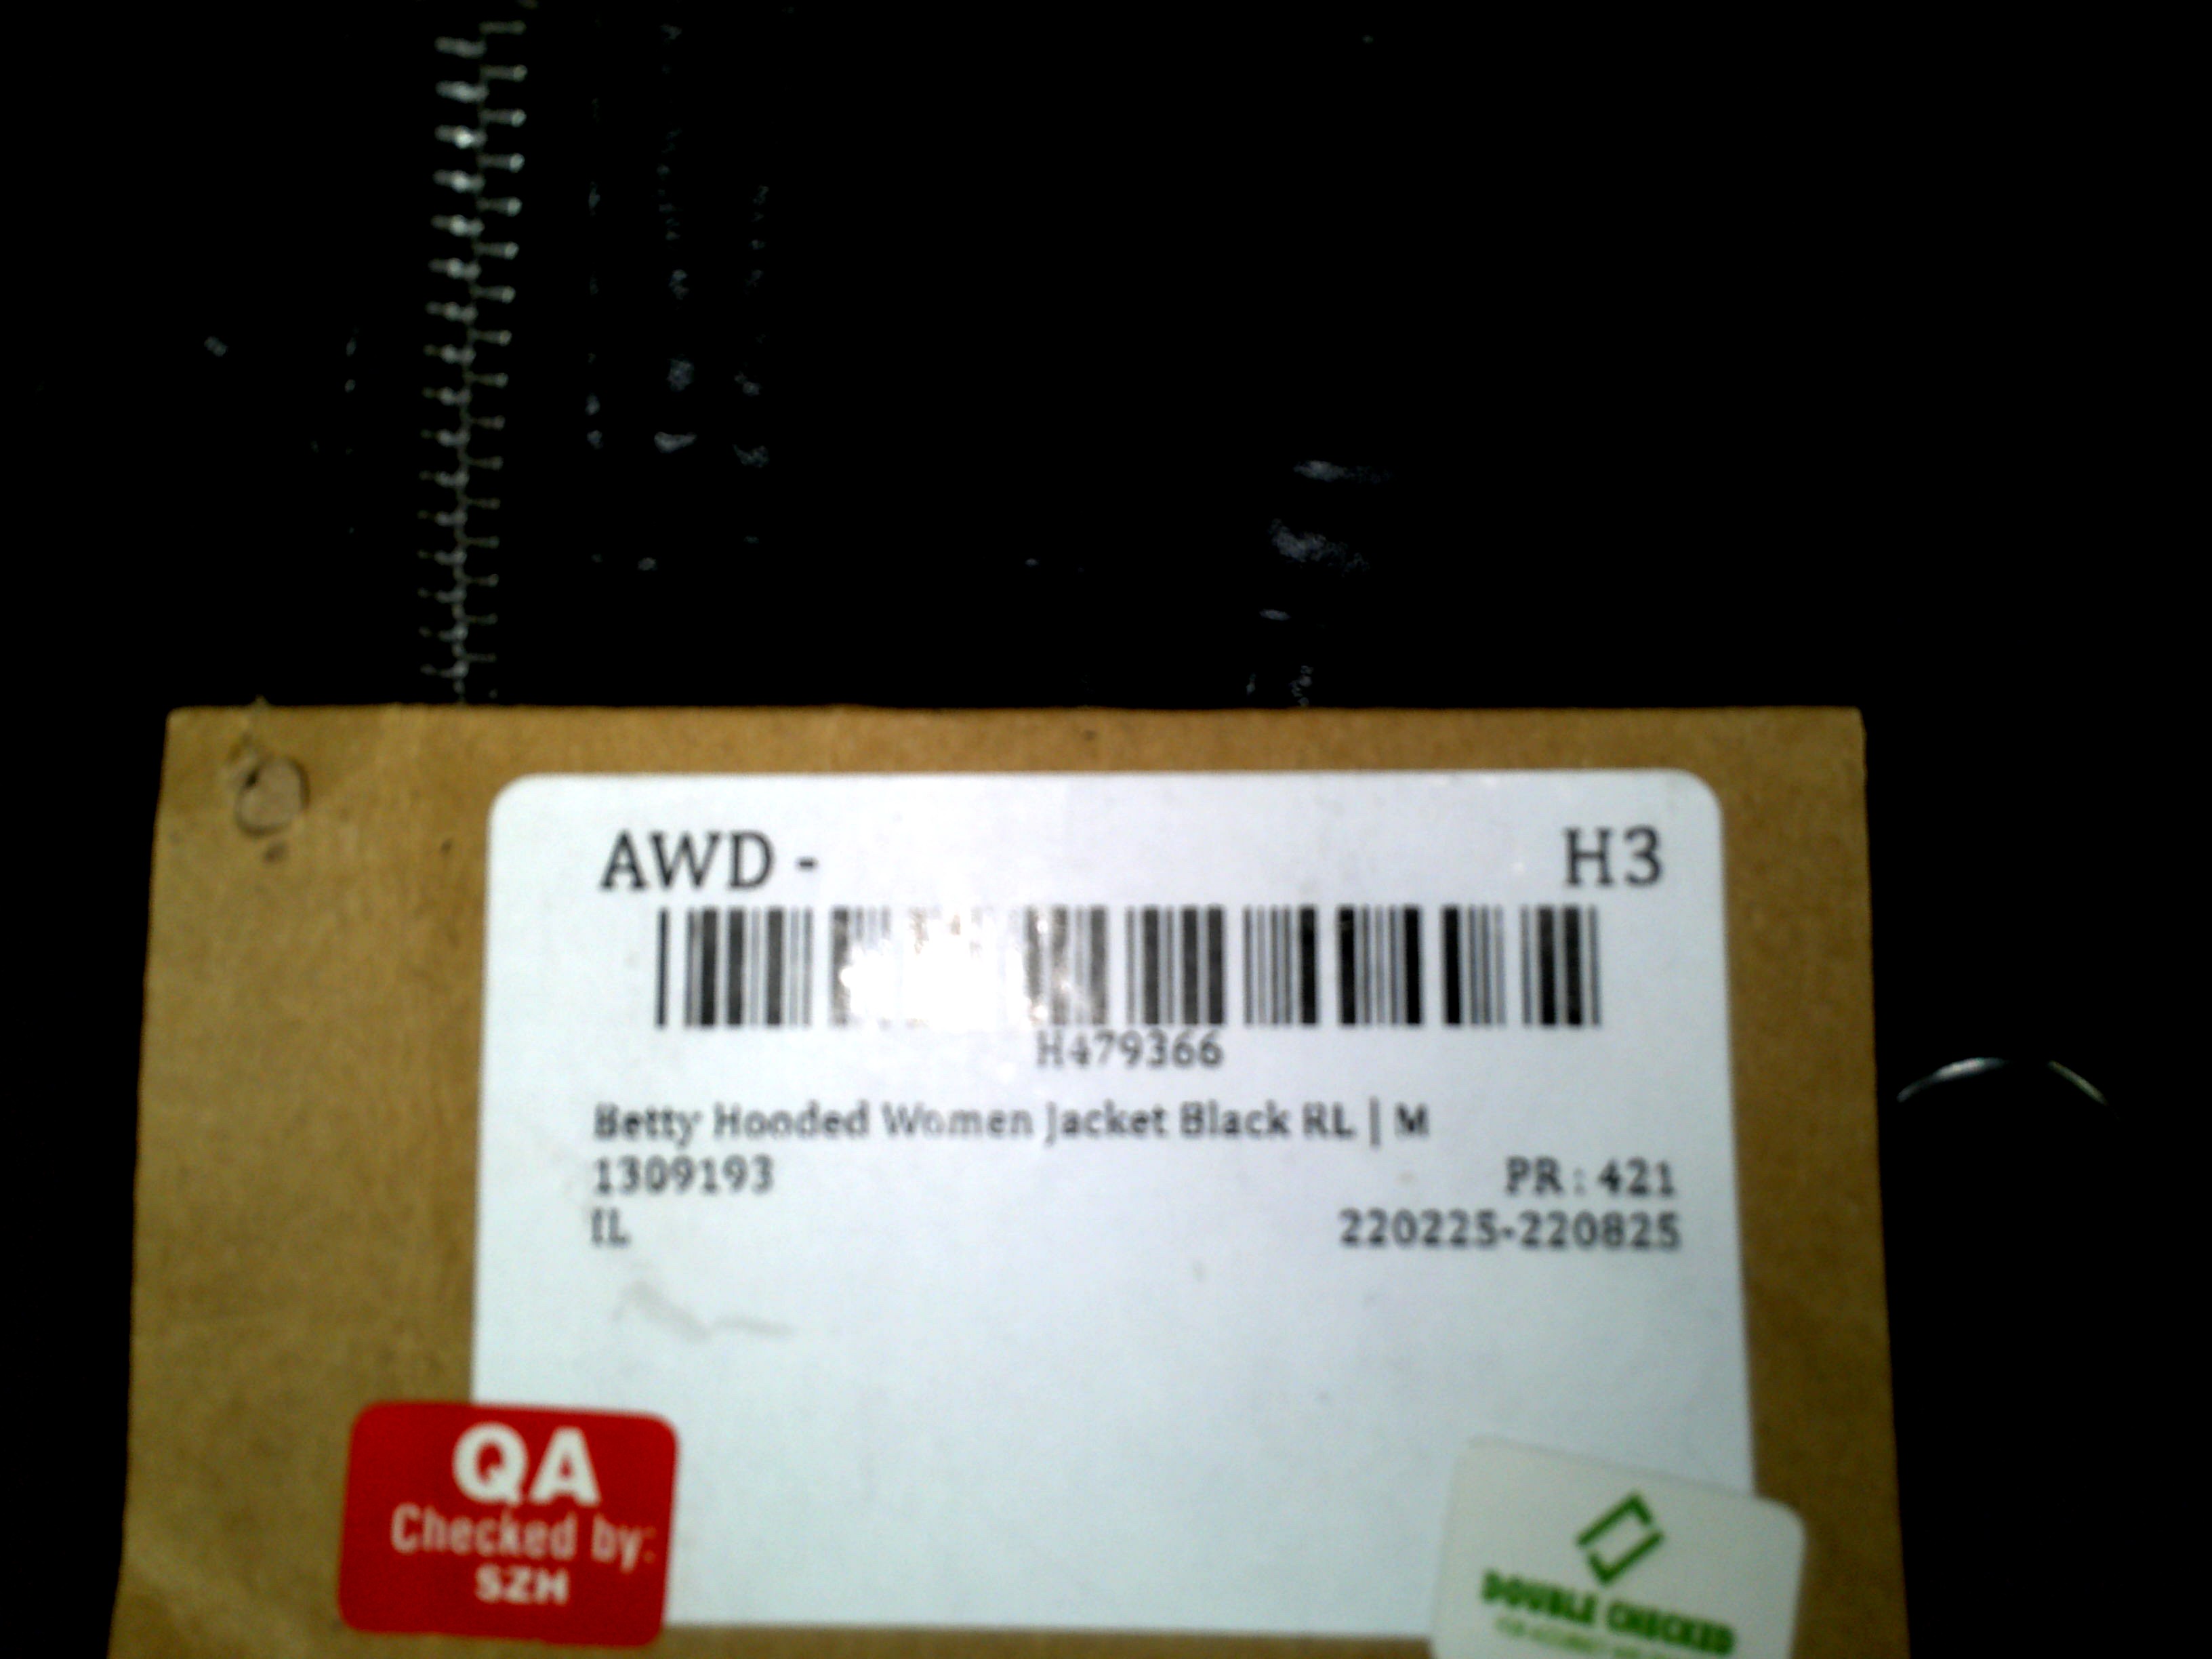 AWD - H3
H479366
Betty Hooded Women Jacket Black RL | M
1309193 PR : 421
IL 220225-220825
QA
Checked by:
SZH
DOUBLE CHECKED